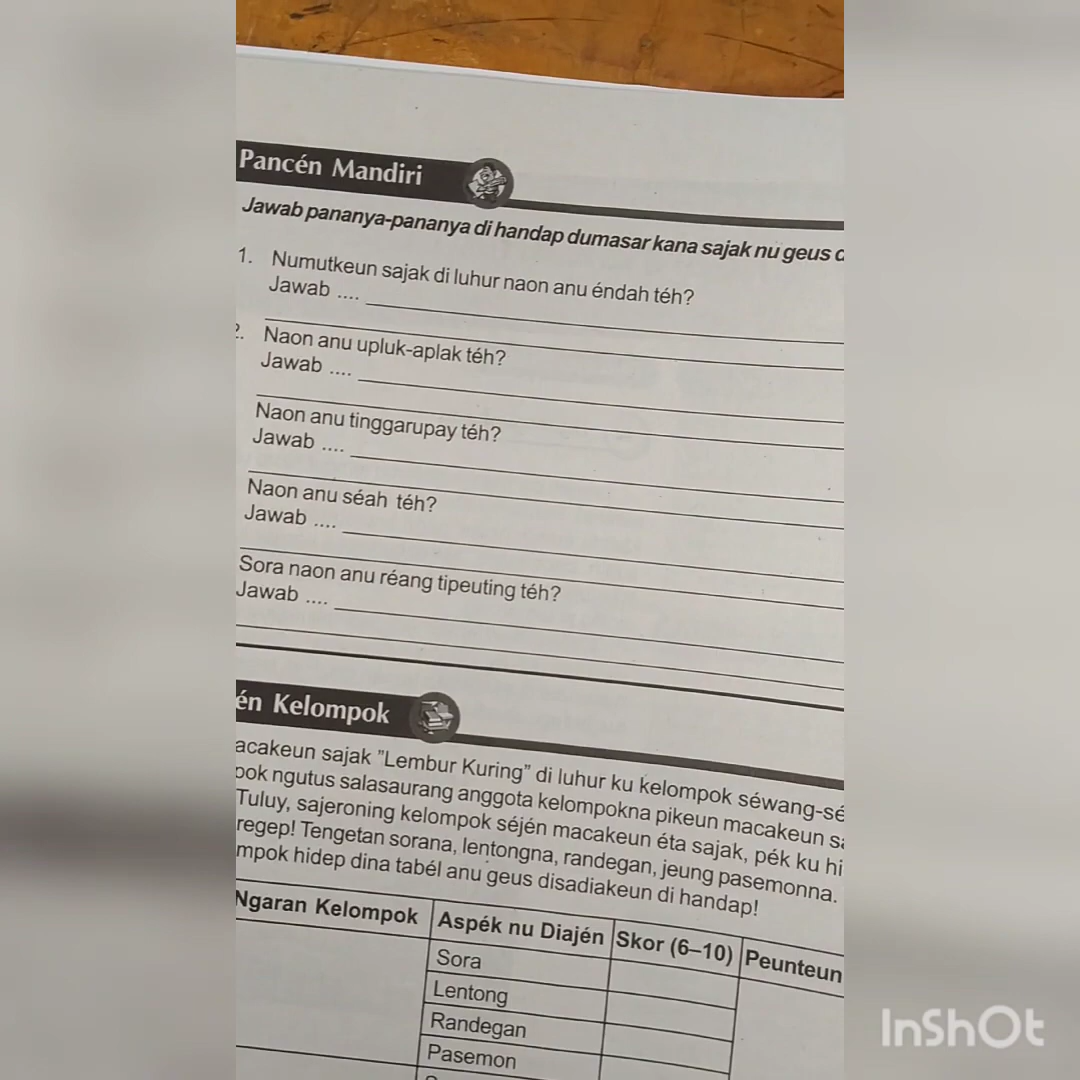 Pancén Mandiri
Jawab pananya-pananya di handap dumasar kana sajak nu geus
1. Numutkeun sajak di luhur naon anu éndah téh?
Jawab ....
2. Naon anu upluk-aplak téh?
Jawab ....
Naon anu tinggarupay téh?
Jawab ....
Naon anu séah téh?
Jawab ....
Sora naon anu réang tipeuting téh?
Jawab ....
én Kelompok
acakeun sajak "Lembur Kuring" di luhur ku kelompok séwang-sé
pok ngutus salasaurang anggota kelompokna pikeun macakeun sa
Tuluy, sajeroning kelompok séjén macakeun éta sajak, pék ku hi
regep! Tengetan sorana, lentongna, randegan, jeung pasemonna.
mpok hidep dina tabél anu geus disadiakeun di handap!
Ngaran Kelompok Aspék nu Diajén Skor (6–10) Peunteun
Sora
Lentong
Randegan
Pasemon
InShOt